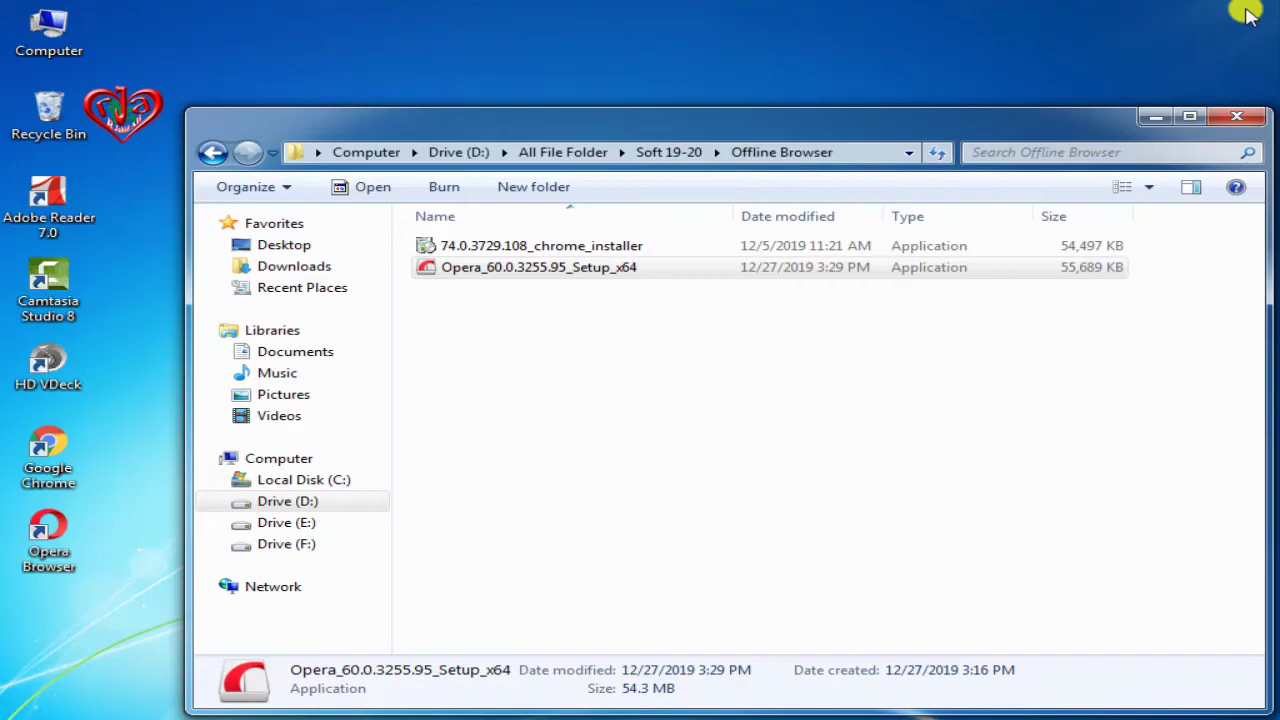 Computer
Recycle Bin
Adobe Reader
7.0
Camtasia
Studio 8
HD VDeck
Google
Chrome
Opera
Browser
Computer Drive (D:) All File Folder Soft 19-20 Offline Browser
Search Offline Browser
Organize Open Burn New folder
Favorites
Desktop
Downloads
Recent Places
Libraries
Documents
Music
Pictures
Videos
Computer
Local Disk (C:)
Drive (D:)
Drive (E:)
Drive (F:)
Network
Name Date modified Type Size
74.0.3729.108_chrome_installer 12/5/2019 11:21 AM Application 54,497 KB
Opera_60.0.3255.95_Setup_x64 12/27/2019 3:29 PM Application 55,689 KB
Opera_60.0.3255.95_Setup_x64 Date modified: 12/27/2019 3:29 PM Date created: 12/27/2019 3:16 PM
Application Size: 54.3 MB